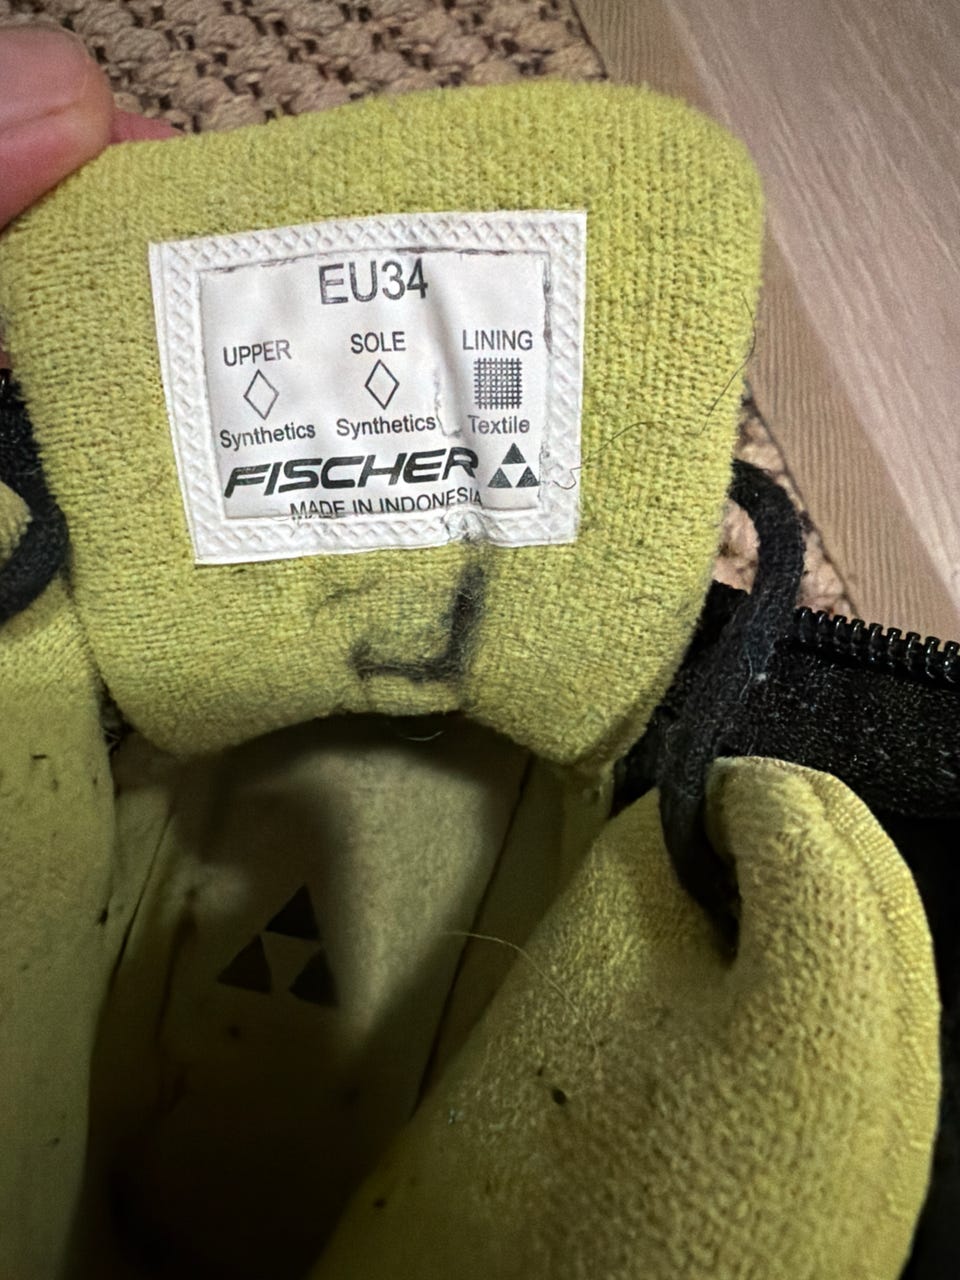 EU34
UPPER SOLE LINING
Synthetics Synthetics Textile
FISCHER
MADE IN INDONESIA